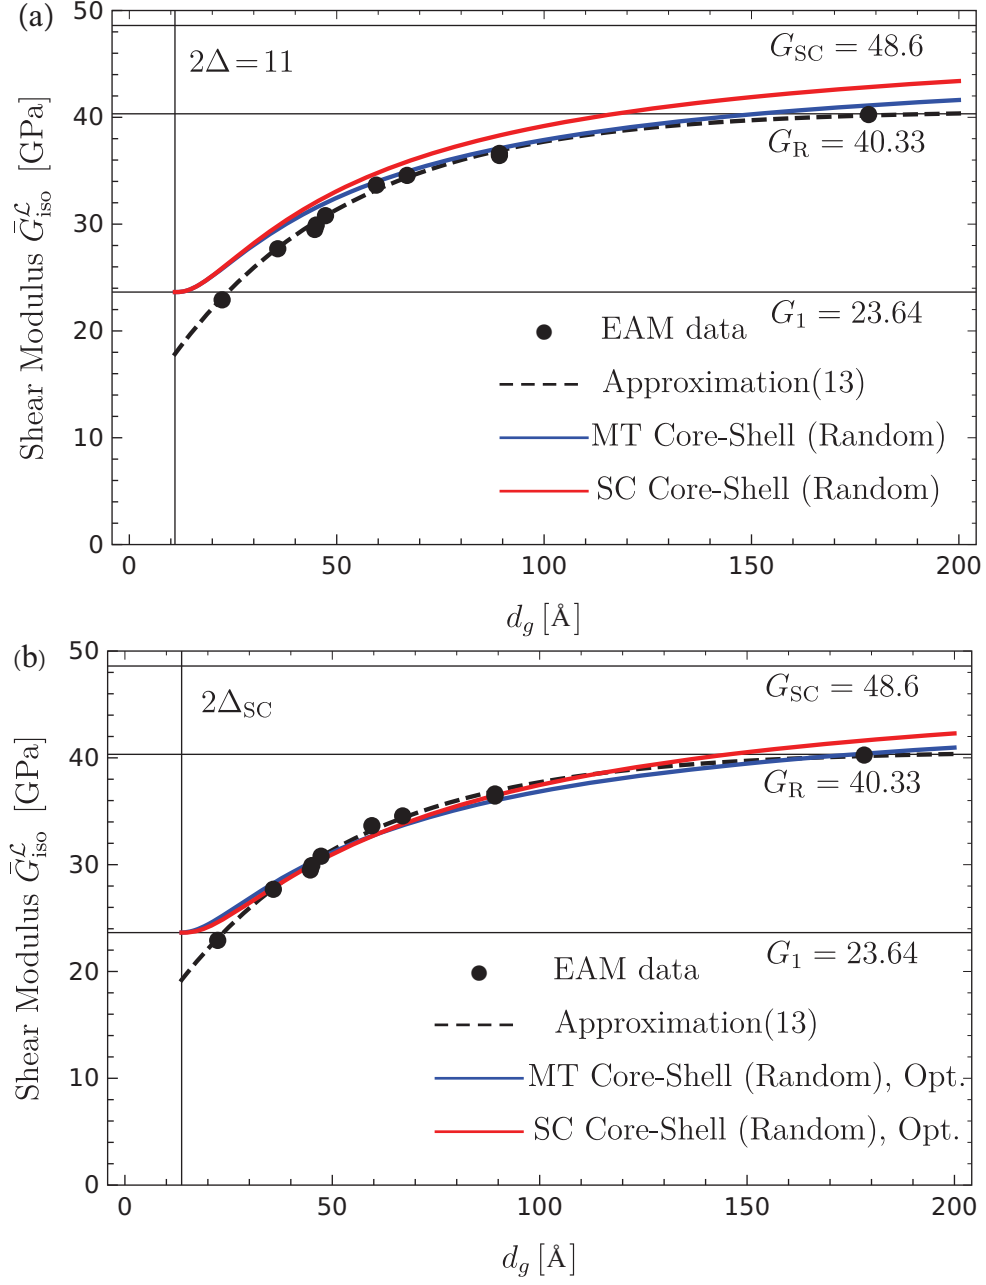 (a)
50
40
30
20
10
0
Shear Modulus Ḡ^ℒ_iso [GPa]
2Δ = 11
G_SC = 48.6
G_R = 40.33
G_1 = 23.64
EAM data
Approximation(13)
MT Core-Shell (Random)
SC Core-Shell (Random)
0 50 100 150 200
d_g [Å]
(b)
50
40
30
20
10
0
Shear Modulus Ḡ^ℒ_iso [GPa]
2Δ_SC
G_SC = 48.6
G_R = 40.33
G_1 = 23.64
EAM data
Approximation(13)
MT Core-Shell (Random), Opt.
SC Core-Shell (Random), Opt.
0 50 100 150 200
d_g [Å]